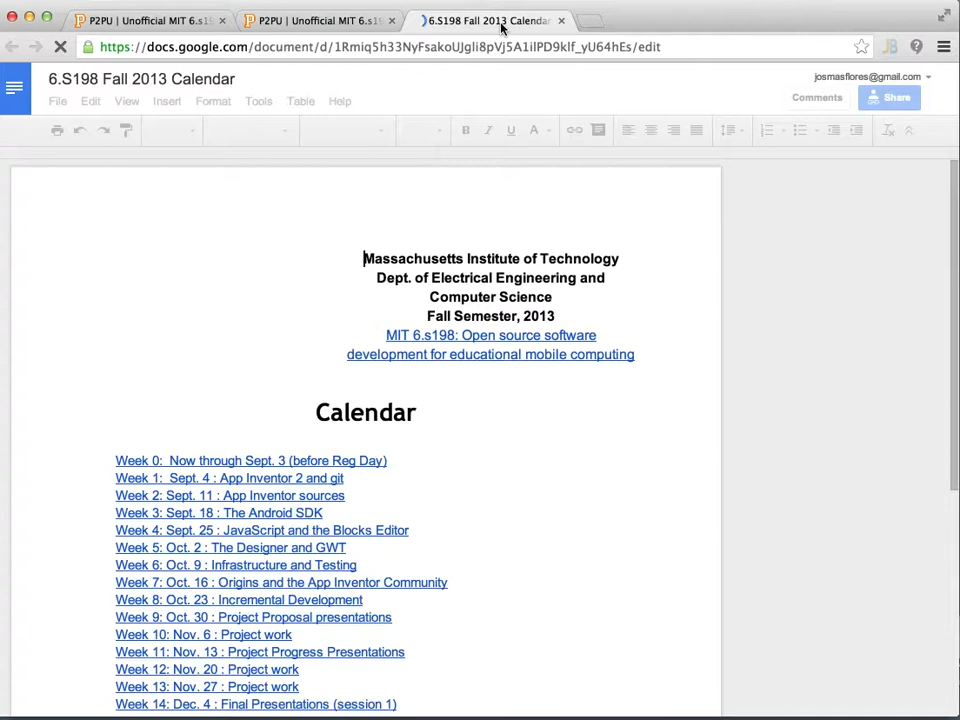 P2PU | Unofficial MIT 6.s19
P2PU | Unofficial MIT 6.s19
6.S198 Fall 2013 Calendar
https://docs.google.com/document/d/1Rmiq5h33NyFsakoUJgli8pVj5A1ilPD9klf_yU64hEs/edit
6.S198 Fall 2013 Calendar
josmasflores@gmail.com
File Edit View Insert Format Tools Table Help
Comments
Share
Massachusetts Institute of Technology
Dept. of Electrical Engineering and
Computer Science
Fall Semester, 2013
MIT 6.s198: Open source software
development for educational mobile computing
Calendar
Week 0: Now through Sept. 3 (before Reg Day)
Week 1: Sept. 4 : App Inventor 2 and git
Week 2: Sept. 11 : App Inventor sources
Week 3: Sept. 18 : The Android SDK
Week 4: Sept. 25 : JavaScript and the Blocks Editor
Week 5: Oct. 2 : The Designer and GWT
Week 6: Oct. 9 : Infrastructure and Testing
Week 7: Oct. 16 : Origins and the App Inventor Community
Week 8: Oct. 23 : Incremental Development
Week 9: Oct. 30 : Project Proposal presentations
Week 10: Nov. 6 : Project work
Week 11: Nov. 13 : Project Progress Presentations
Week 12: Nov. 20 : Project work
Week 13: Nov. 27 : Project work
Week 14: Dec. 4 : Final Presentations (session 1)